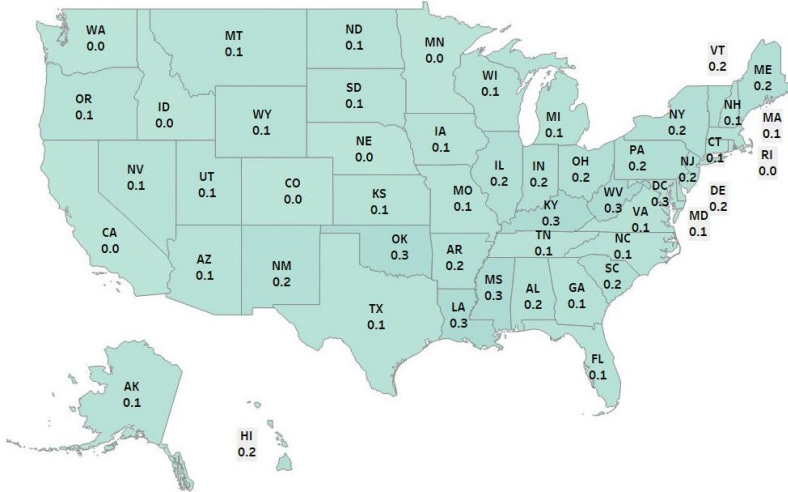 WA
0.0
MT
0.1
ND
0.1
MN
0.0
VT
0.2
ME
0.2
OR
0.1
ID
0.0
SD
0.1
WI
0.1
MI
0.1
NY
0.2
NH
0.1
MA
0.1
WY
0.1
IA
0.1
NE
0.0
PA
0.2
CT
0.1
RI
0.0
NV
0.1
UT
0.1
CO
0.0
KS
0.1
MO
0.1
IL
0.2
IN
0.2
OH
0.2
NJ
0.2
DE
0.2
WV
0.3
DC
0.3
MD
0.1
KY
0.3
VA
0.1
CA
0.0
AZ
0.1
NM
0.2
OK
0.3
AR
0.2
TN
0.1
NC
0.1
SC
0.2
TX
0.1
LA
0.3
MS
0.3
AL
0.2
GA
0.1
FL
0.1
AK
0.1
HI
0.2